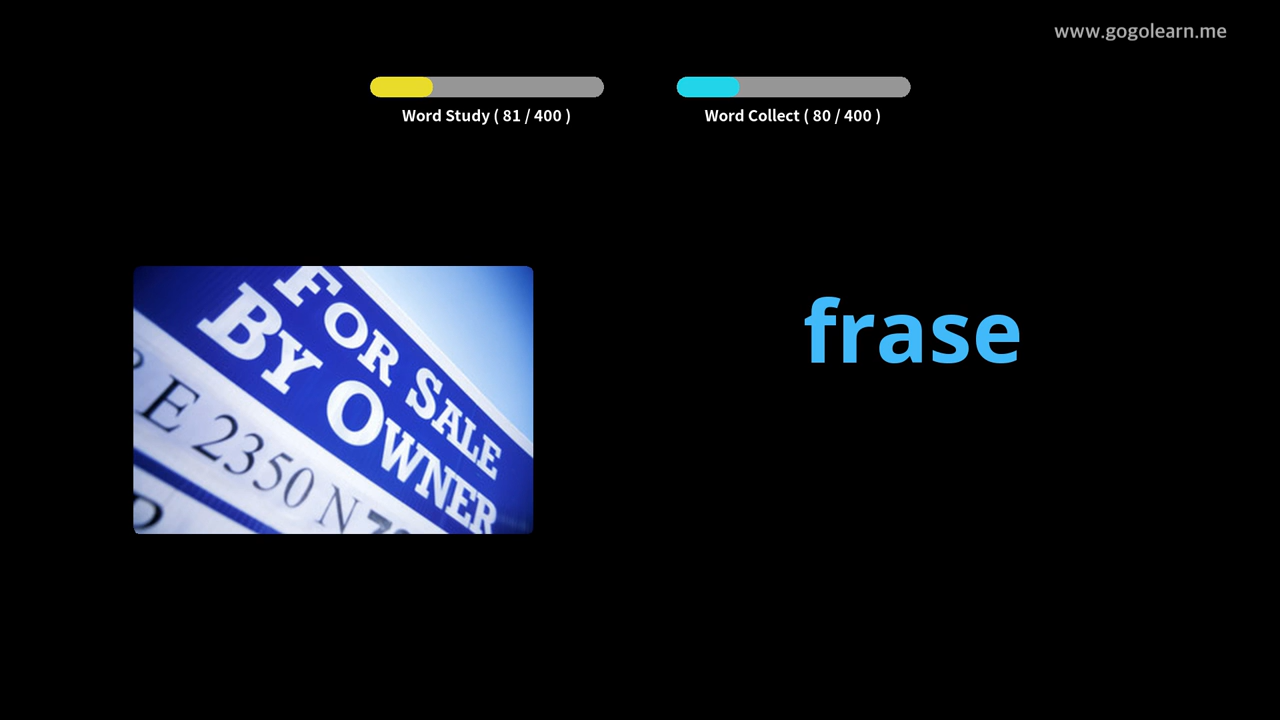 www.gogolearn.me
Word Study ( 81 / 400 )
Word Collect ( 80 / 400 )
FOR SALE
BY OWNER
E 2350 N
frase